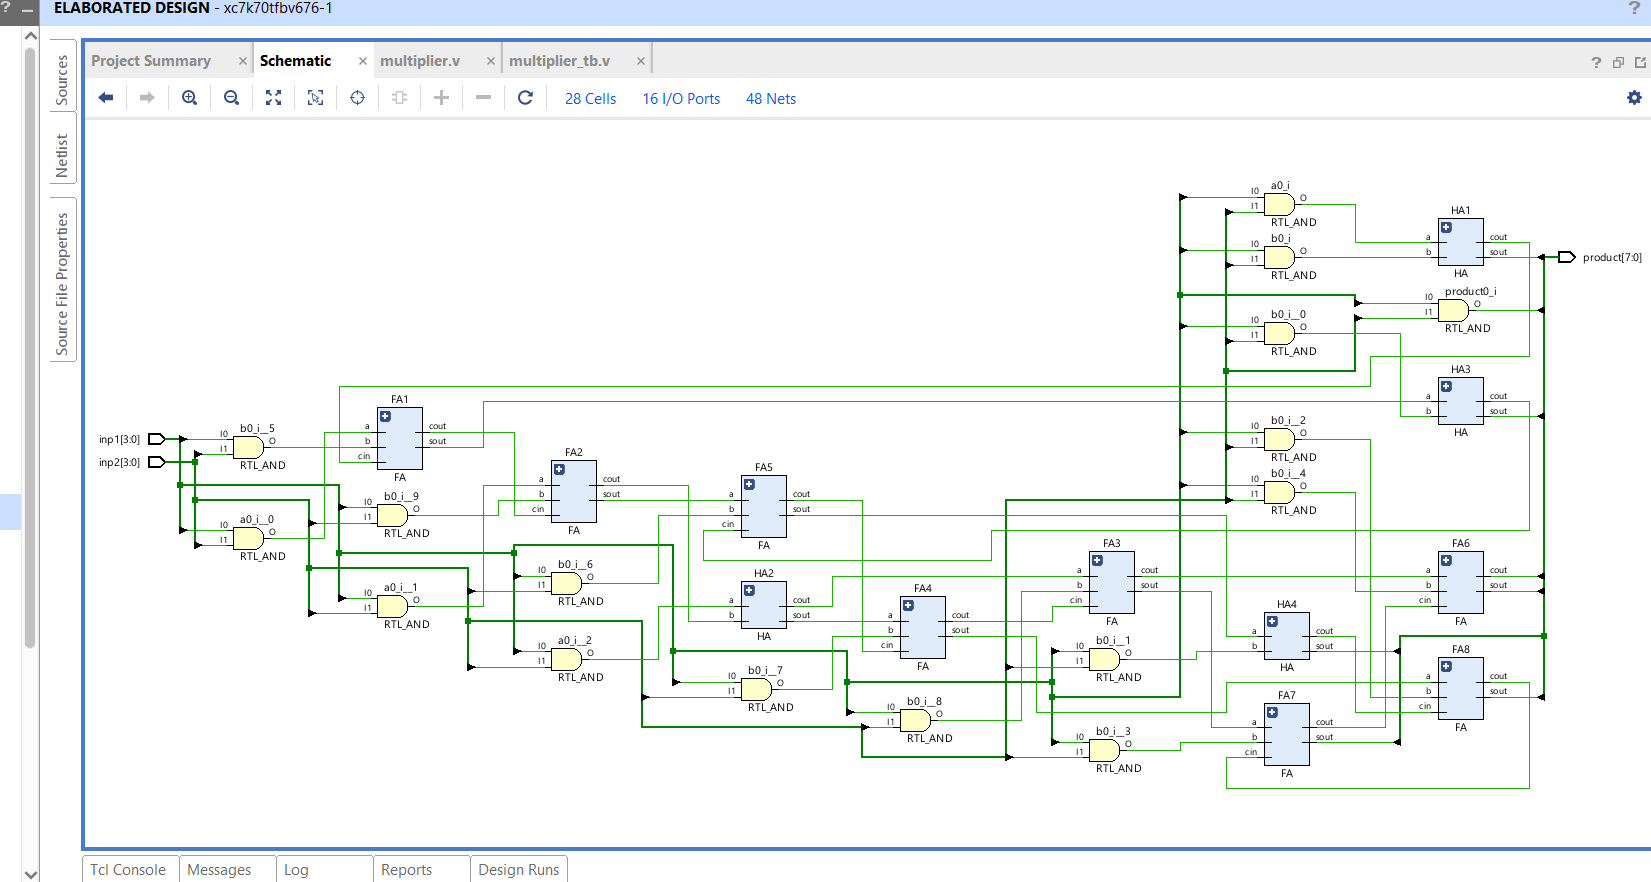 ELABORATED DESIGN - xc7k70tfbv676-1
?
?
Sources
Netlist
Source File Properties
Project Summary
Schematic
multiplier.v
multiplier_tb.v
?
28 Cells
16 I/O Ports
48 Nets
a0_i
I0
I1
O
RTL_AND
HA1
a
b
cout
sout
HA
b0_i
I0
I1
O
RTL_AND
product[7:0]
product0_i
I0
I1
O
RTL_AND
b0_i__0
I0
I1
O
RTL_AND
HA3
a
b
cout
sout
HA
FA1
a
b
cin
cout
sout
FA
inp1[3:0]
inp2[3:0]
b0_i__5
I0
I1
O
RTL_AND
b0_i__2
I0
I1
O
RTL_AND
FA2
a
b
cin
cout
sout
FA
FA5
a
b
cin
cout
sout
FA
b0_i__4
I0
I1
O
RTL_AND
b0_i__9
I0
I1
O
RTL_AND
a0_i__0
I0
I1
O
RTL_AND
FA3
a
b
cin
cout
sout
FA
FA6
a
b
cin
cout
sout
FA
b0_i__6
I0
I1
O
RTL_AND
HA2
a
b
cout
sout
HA
a0_i__1
I0
I1
O
RTL_AND
FA4
a
b
cin
cout
sout
FA
HA4
a
b
cout
sout
HA
a0_i__2
I0
I1
O
RTL_AND
b0_i__1
I0
I1
O
RTL_AND
FA8
a
b
cin
cout
sout
FA
b0_i__7
I0
I1
O
RTL_AND
b0_i__8
I0
I1
O
RTL_AND
FA7
a
b
cin
cout
sout
FA
b0_i__3
I0
I1
O
RTL_AND
Tcl Console
Messages
Log
Reports
Design Runs